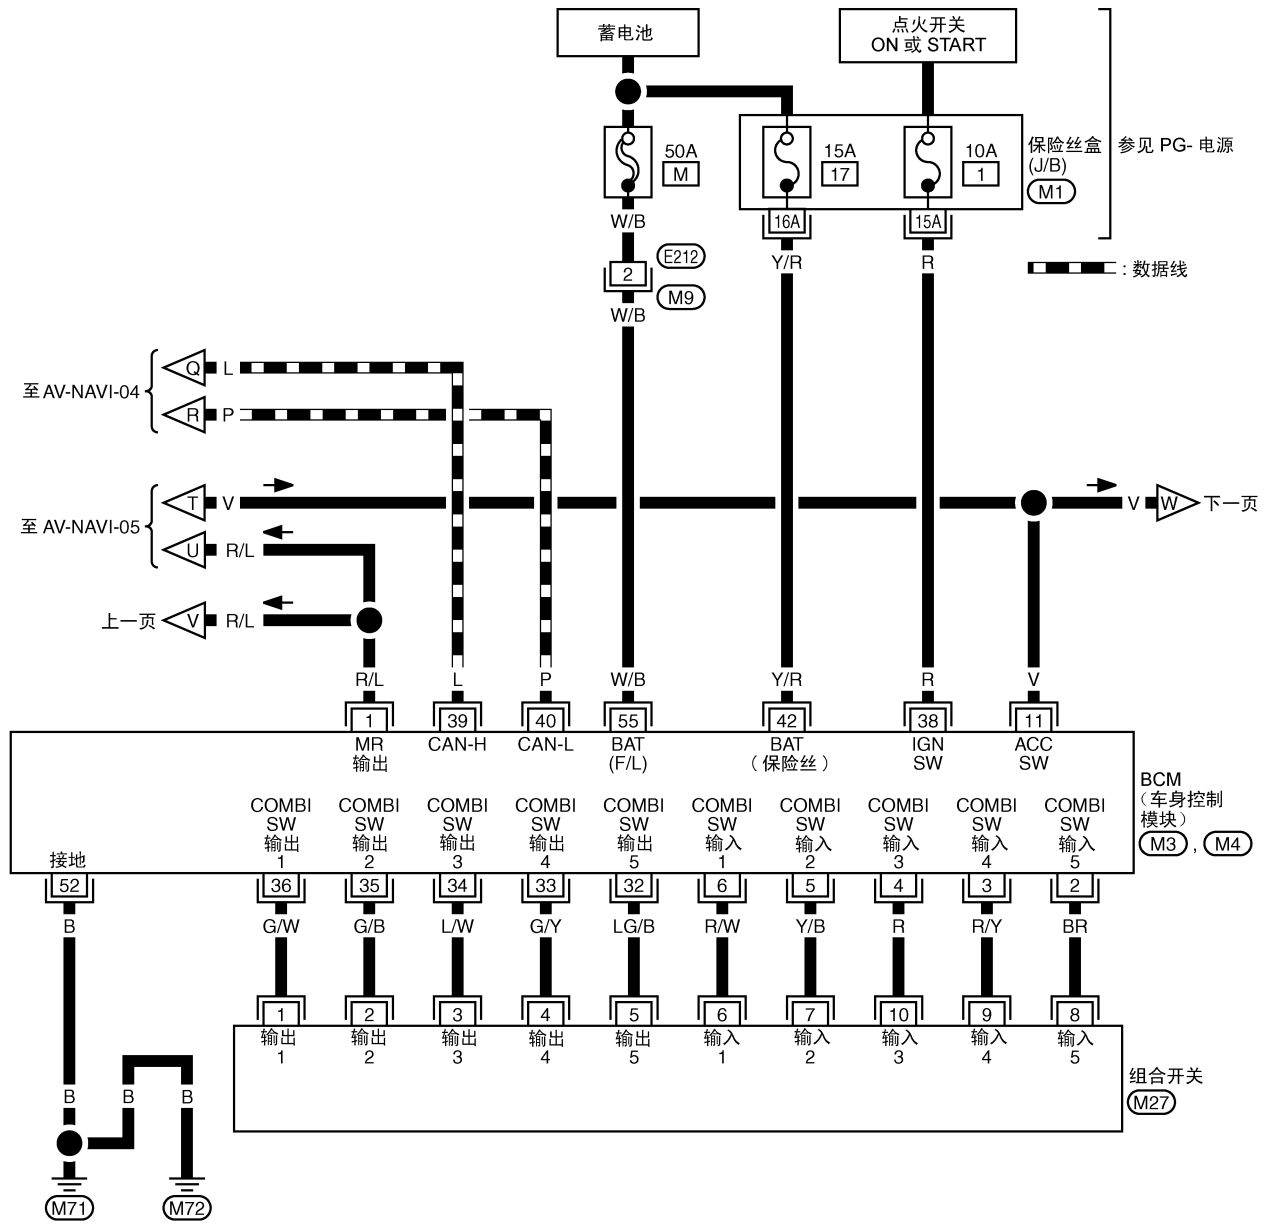 蓄电池
点火开关
ON 或 START
50A
M
15A
17
10A
1
保险丝盒
(J/B)
M1
参见 PG- 电源
16A
15A
W/B
Y/R
R
E212
2
M9
W/B
: 数据线
Q L
至 AV-NAVI-04
R P
T V
V W 下一页
至 AV-NAVI-05
U R/L
上一页 V R/L
R/L L P W/B Y/R R V
1 39 40 55 42 38 11
MR
输出
CAN-H
CAN-L
BAT
(F/L)
BAT
(保险丝)
IGN
SW
ACC
SW
BCM
(车身控制
模块)
M3 , M4
COMBI
SW
输出
1
COMBI
SW
输出
2
COMBI
SW
输出
3
COMBI
SW
输出
4
COMBI
SW
输出
5
COMBI
SW
输入
1
COMBI
SW
输入
2
COMBI
SW
输入
3
COMBI
SW
输入
4
COMBI
SW
输入
5
接地
52 36 35 34 33 32 6 5 4 3 2
B G/W G/B L/W G/Y LG/B R/W Y/B R R/Y BR
1 2 3 4 5 6 7 10 9 8
输出 输出 输出 输出 输出 输入 输入 输入 输入 输入
1 2 3 4 5 1 2 3 4 5
组合开关
M27
B B B
M71 M72